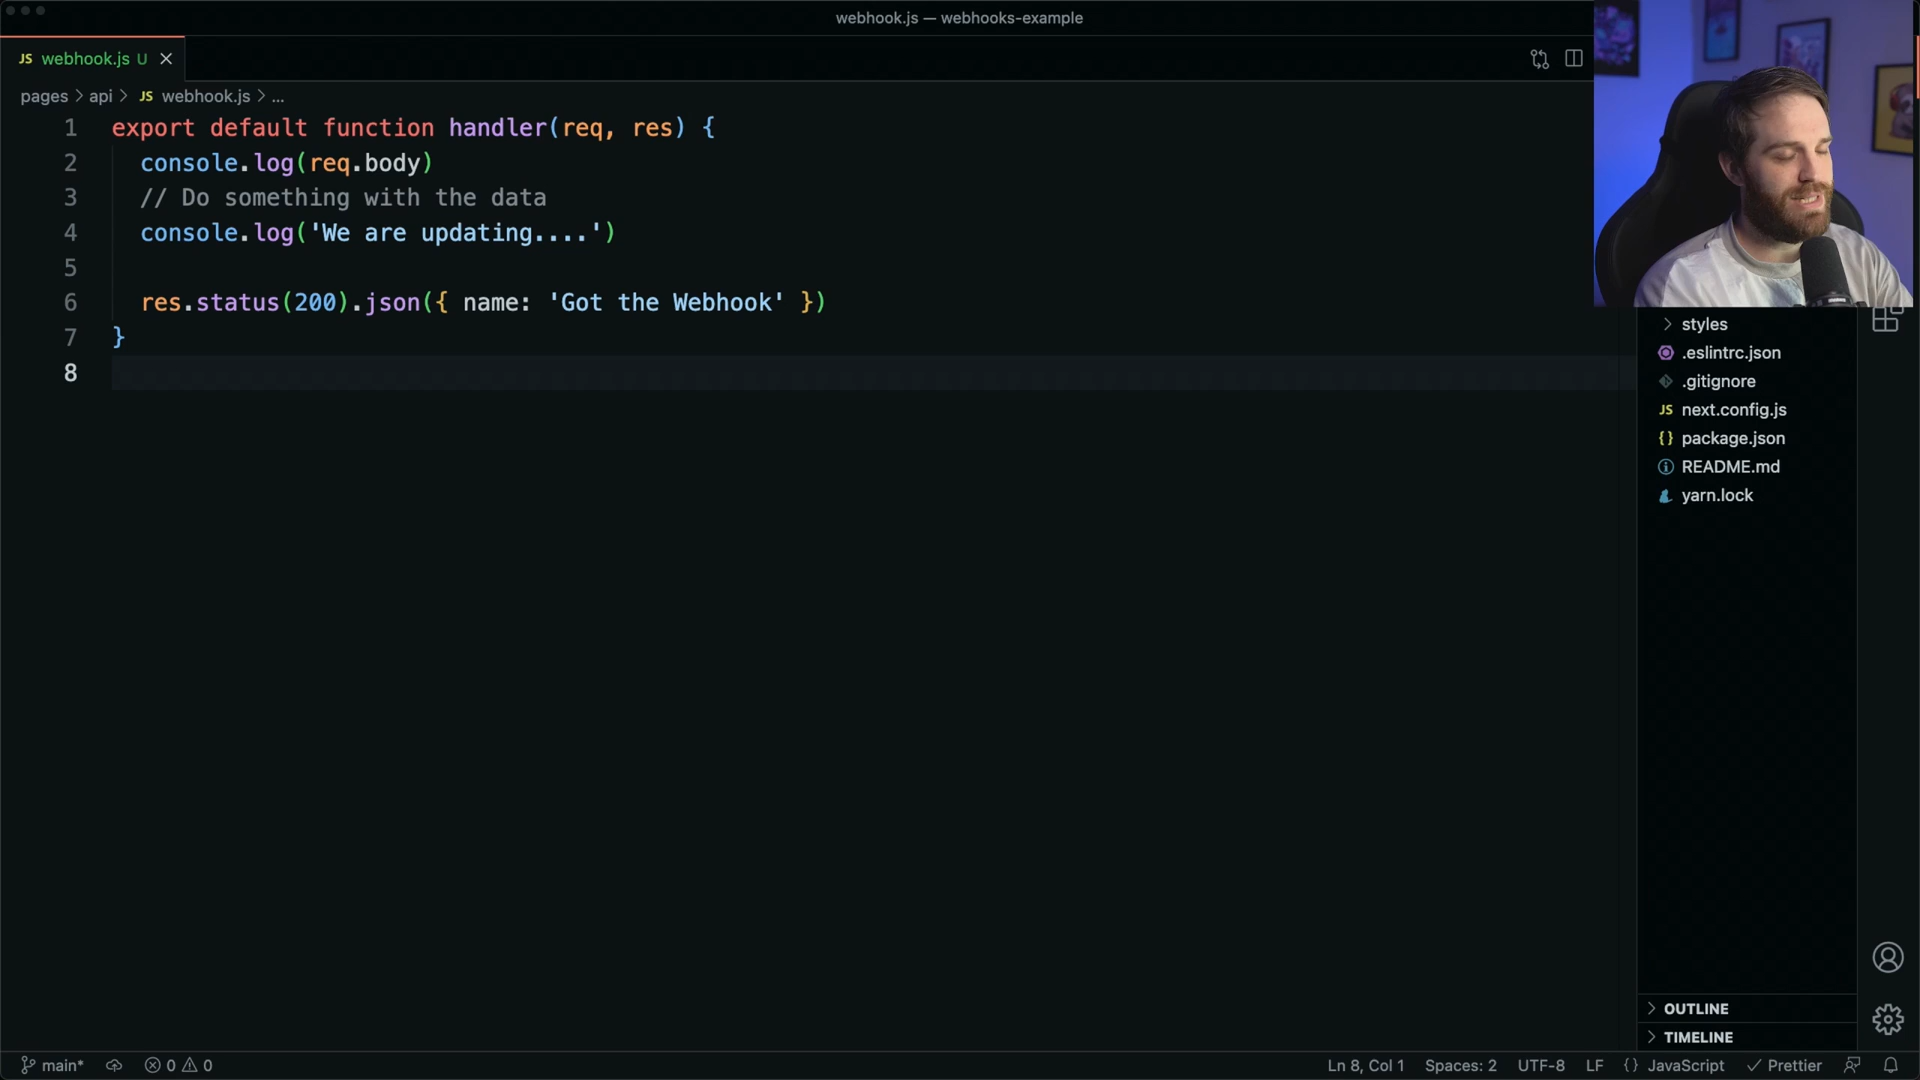 webhook.js — webhooks-example
JS webhook.js U
pages > api > JS webhook.js > ...
1 export default function handler(req, res) {
2 console.log(req.body)
3 // Do something with the data
4 console.log('We are updating....')
5
6 res.status(200).json({ name: 'Got the Webhook' })
7 }
8
styles
.eslintrc.json
.gitignore
JS next.config.js
{} package.json
README.md
yarn.lock
OUTLINE
TIMELINE
main* 0 0 Ln 8, Col 1 Spaces: 2 UTF-8 LF {} JavaScript Prettier